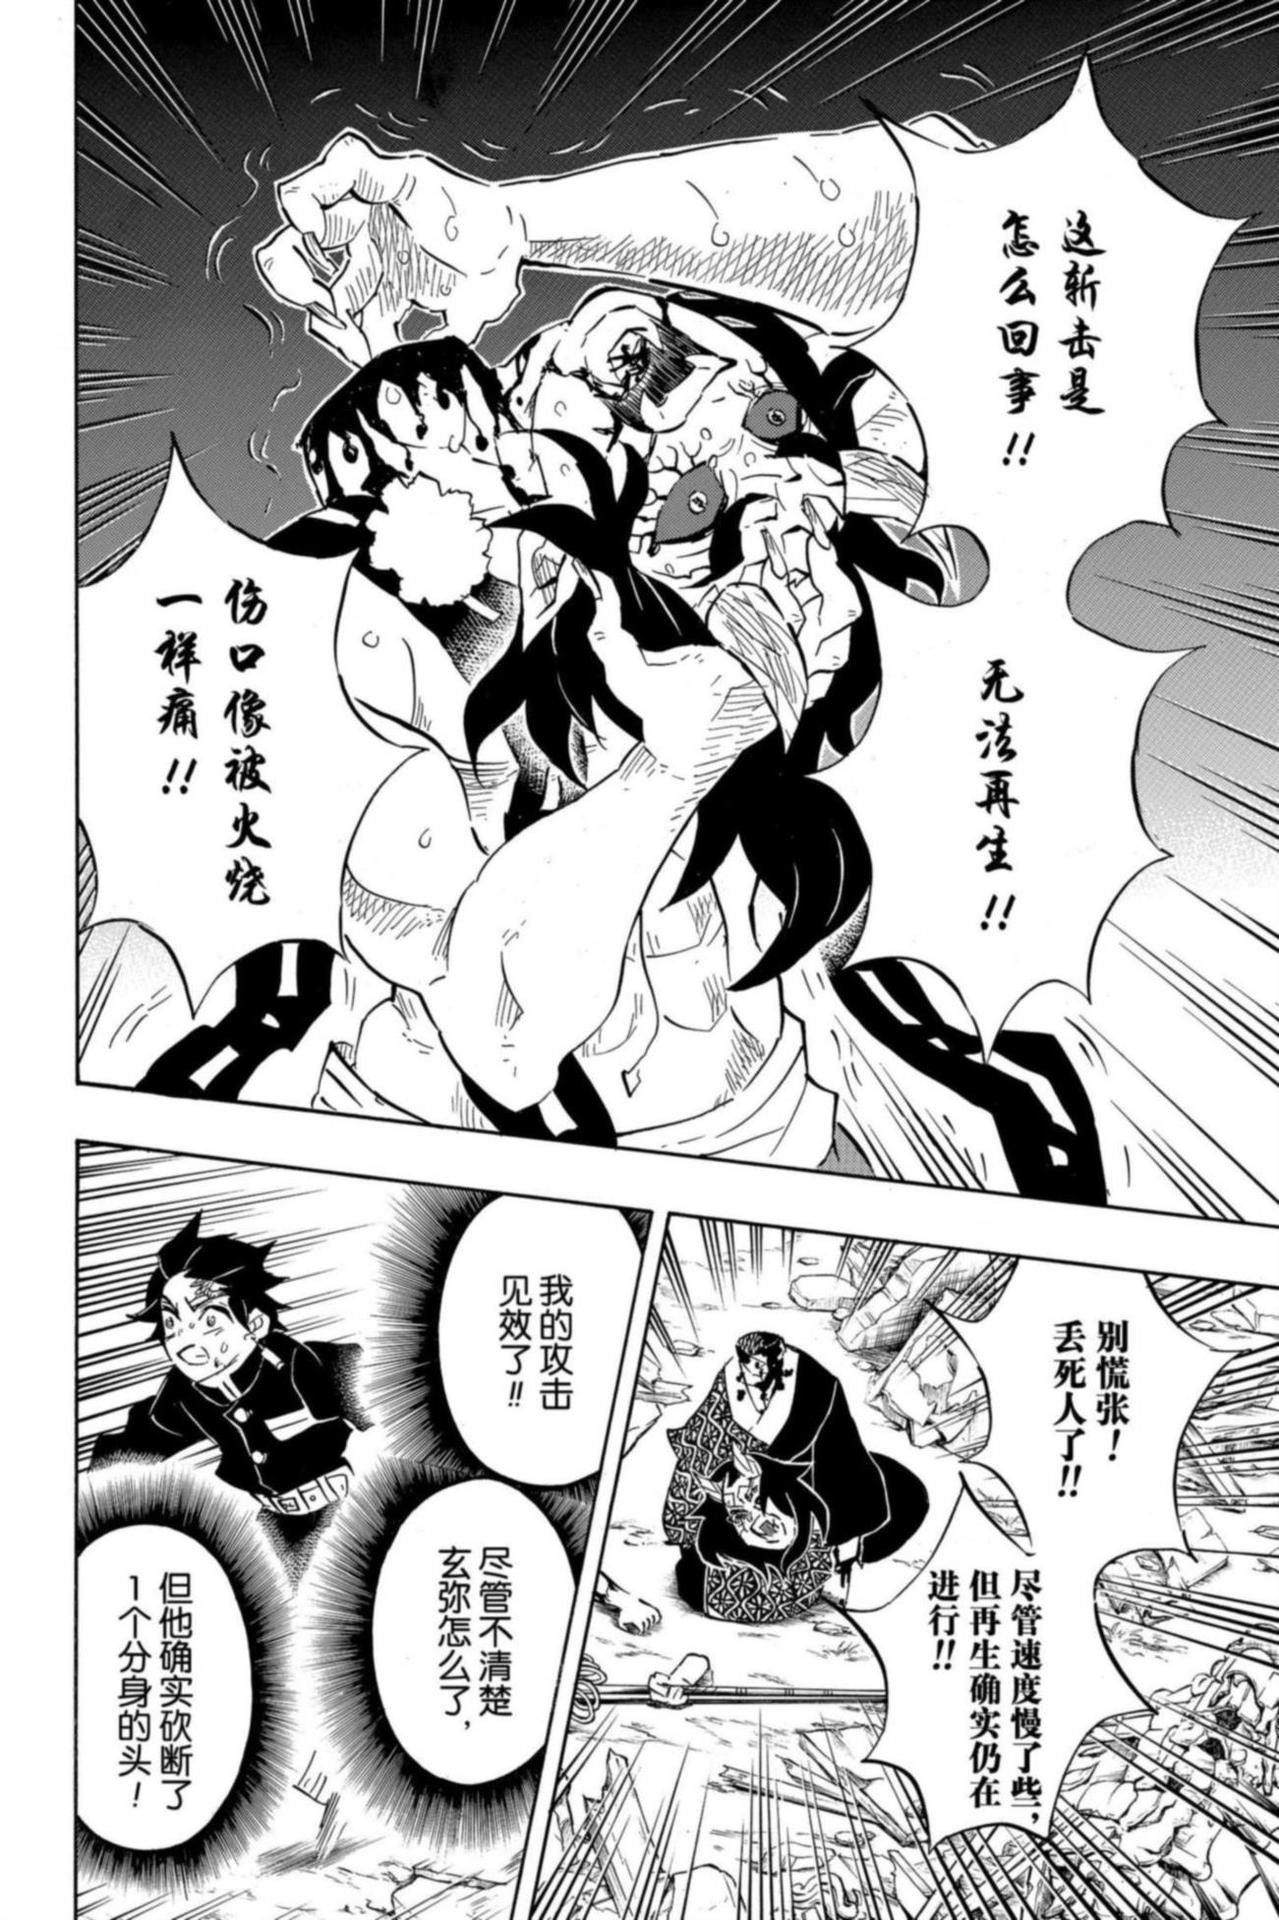 这斩击是
怎么回事!!
无法再生!!
伤口像被火烧
一祥痛!!
别慌张!
丢死人了!!
尽管速度慢了些,
但再生确实仍在
进行!!
我的攻击
见效了!!
尽管不清楚
玄弥怎么了,
但他确实砍断了
1个分身的头!